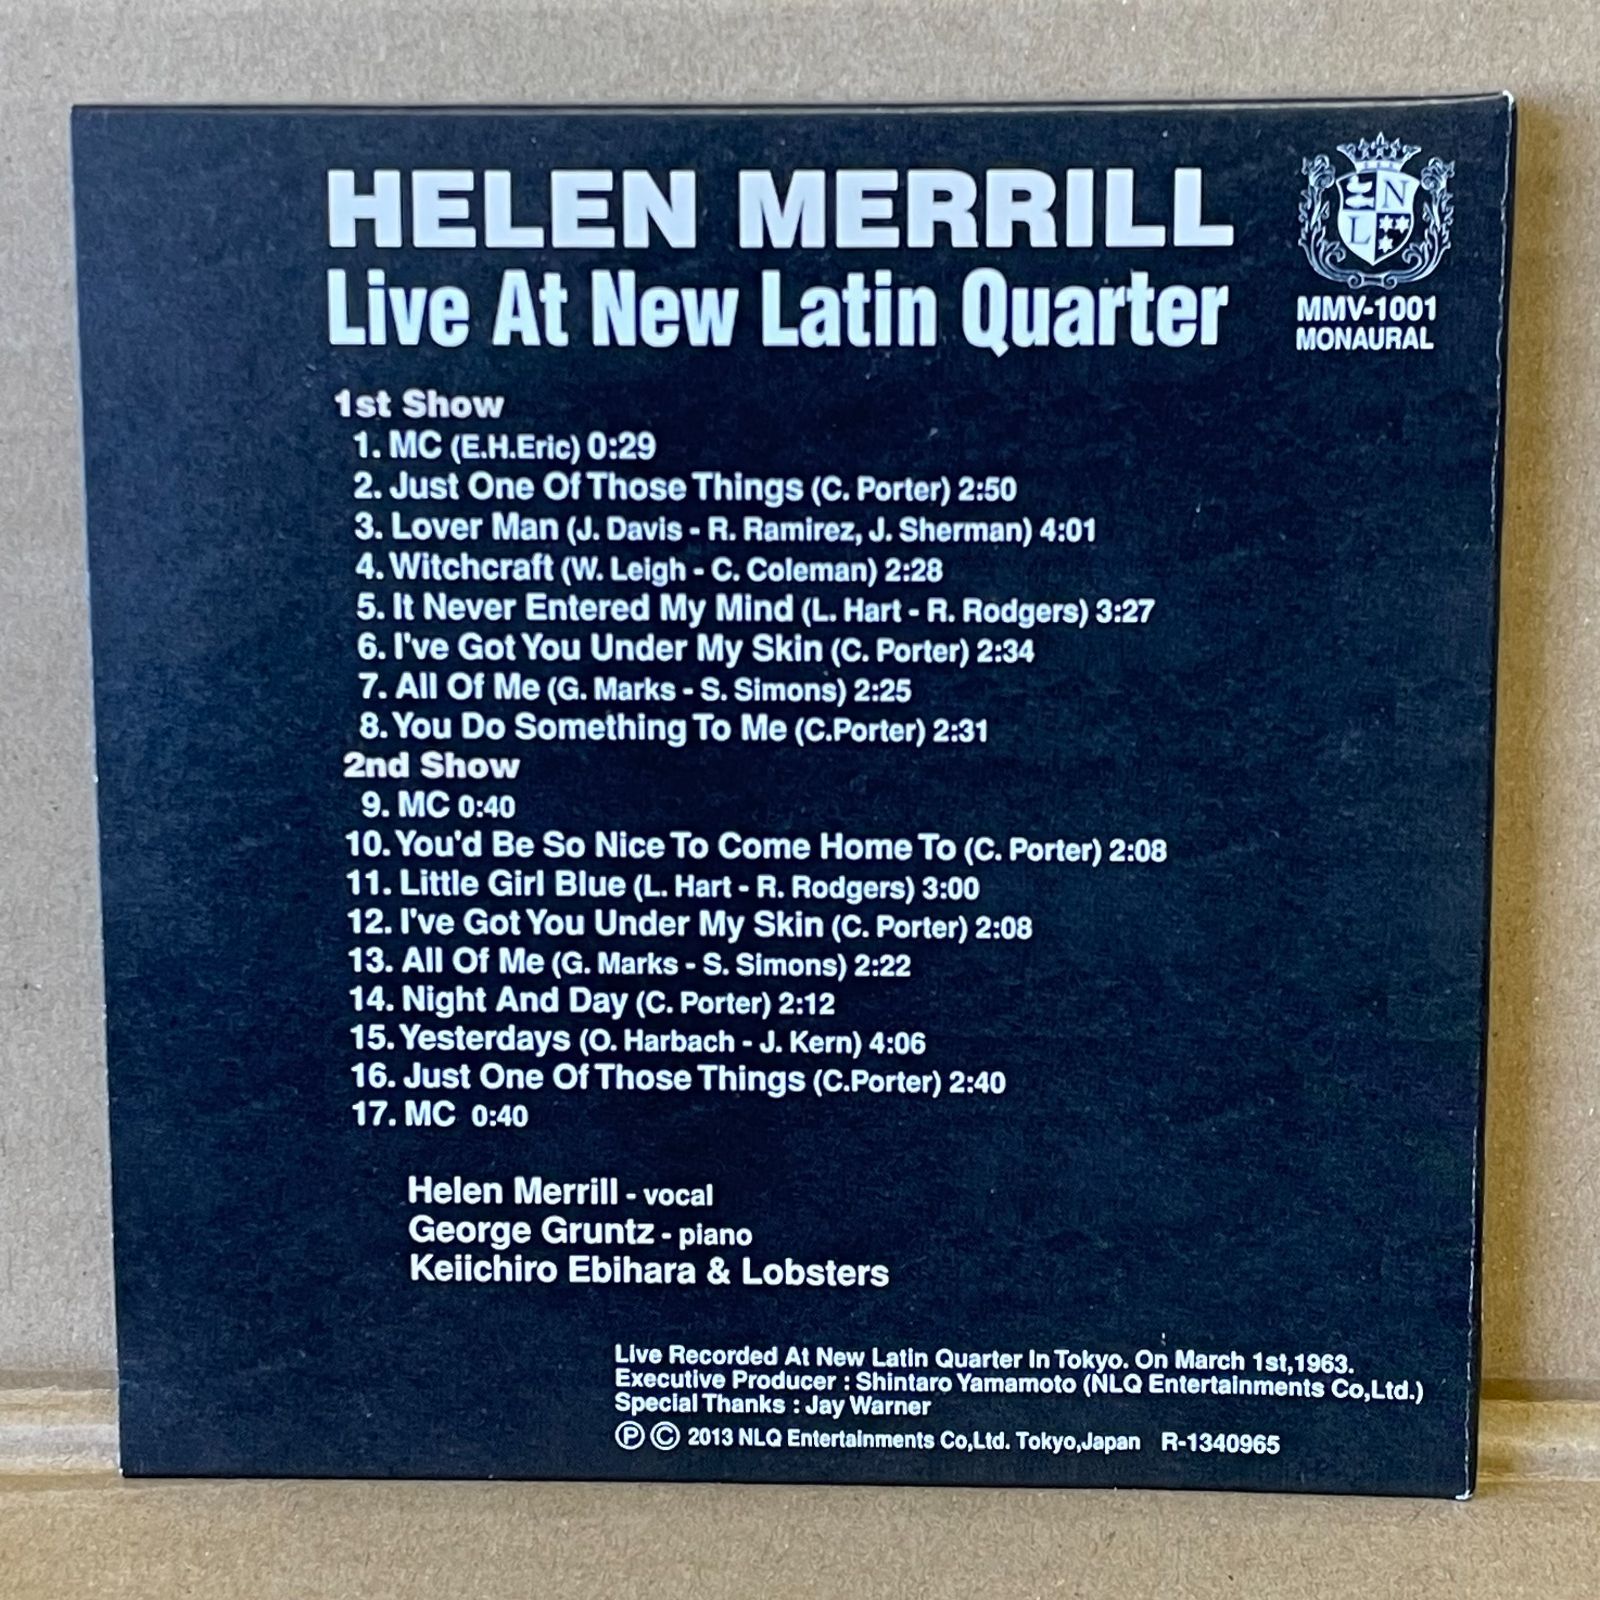 HELEN MERRILL
Live At New Latin Quarter
N
L
MMV-1001
MONAURAL
1st Show
1. MC (E.H.Eric) 0:29
2. Just One Of Those Things (C. Porter) 2:50
3. Lover Man (J. Davis - R. Ramirez, J. Sherman) 4:01
4. Witchcraft (W. Leigh - C. Coleman) 2:28
5. It Never Entered My Mind (L. Hart - R. Rodgers) 3:27
6. I've Got You Under My Skin (C. Porter) 2:34
7. All Of Me (G. Marks - S. Simons) 2:25
8. You Do Something To Me (C.Porter) 2:31
2nd Show
9. MC 0:40
10. You'd Be So Nice To Come Home To (C. Porter) 2:08
11. Little Girl Blue (L. Hart - R. Rodgers) 3:00
12. I've Got You Under My Skin (C. Porter) 2:08
13. All Of Me (G. Marks - S. Simons) 2:22
14. Night And Day (C. Porter) 2:12
15. Yesterdays (O. Harbach - J. Kern) 4:06
16. Just One Of Those Things (C.Porter) 2:40
17. MC 0:40
Helen Merrill - vocal
George Gruntz - piano
Keiichiro Ebihara & Lobsters
Live Recorded At New Latin Quarter In Tokyo. On March 1st,1963.
Executive Producer : Shintaro Yamamoto (NLQ Entertainments Co,Ltd.)
Special Thanks : Jay Warner
Ⓟ Ⓒ 2013 NLQ Entertainments Co,Ltd. Tokyo,Japan R-1340965